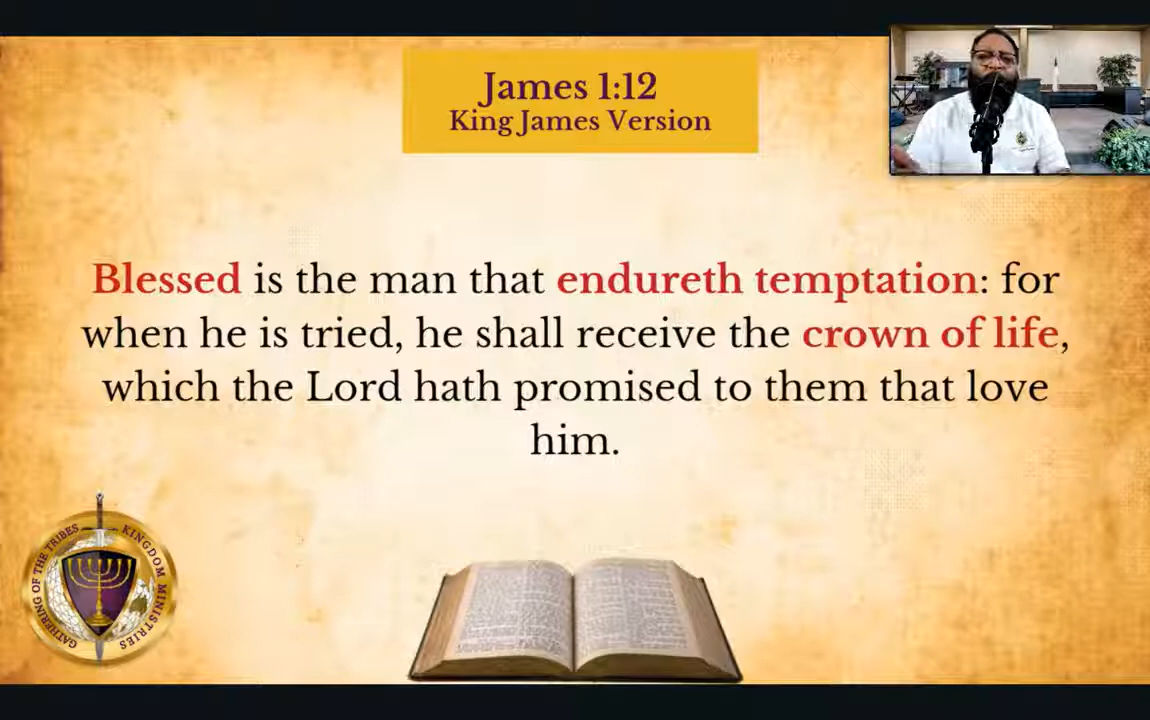 James 1:12
King James Version
Blessed is the man that endureth temptation: for
when he is tried, he shall receive the crown of life,
which the Lord hath promised to them that love
him.
GATHERING OF THE TRIBES
KINGDOM MINISTRIES